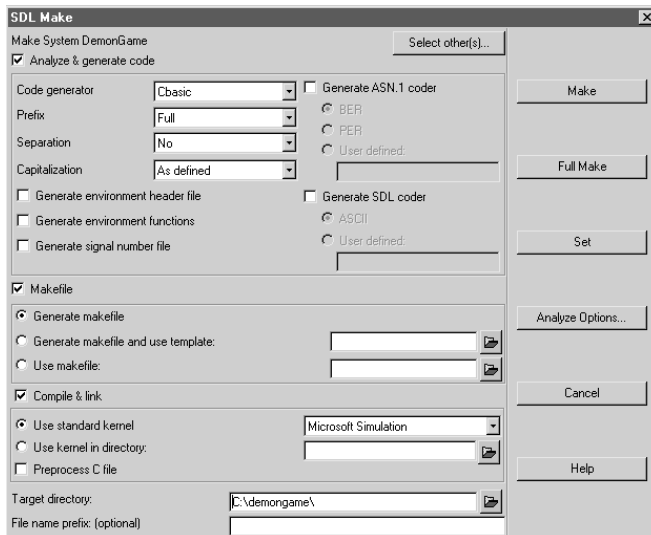 SDL Make
Make System DemonGame
Select other(s)...
Analyze & generate code
Code generator
Cbasic
Generate ASN.1 coder
Make
Prefix
Full
BER
PER
Separation
No
User defined:
Full Make
Capitalization
As defined
Generate environment header file
Generate SDL coder
Generate environment functions
ASCII
Generate signal number file
User defined:
Set
Makefile
Generate makefile
Analyze Options...
Generate makefile and use template:
Use makefile:
Compile & link
Cancel
Use standard kernel
Microsoft Simulation
Use kernel in directory:
Preprocess C file
Help
Target directory:
C:\demongame\
File name prefix: (optional)